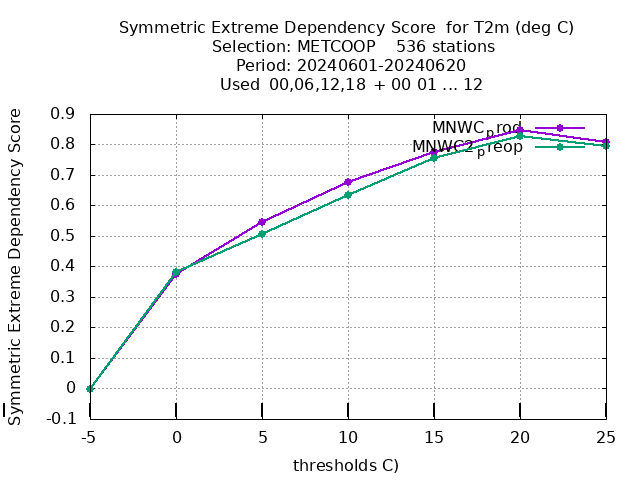 Symmetric Extreme Dependency Score for T2m (deg C)
Selection: METCOOP 536 stations
Period: 20240601-20240620
Used 00,06,12,18 + 00 01 ... 12
Symmetric Extreme Dependency Score
0.9
0.8
0.7
0.6
0.5
0.4
0.3
0.2
0.1
0
-0.1
MNWC_prod
MNWC2_preop
-5 0 5 10 15 20 25
thresholds C)